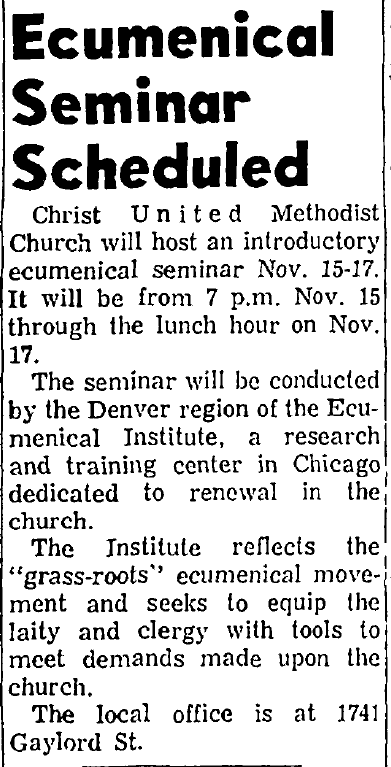 Ecumenical
Seminar
Scheduled
Christ United Methodist
Church will host an introductory
ecumenical seminar Nov. 15-17.
It will be from 7 p.m. Nov. 15
through the lunch hour on Nov.
17.
The seminar will be conducted
by the Denver region of the Ecu-
menical Institute, a research
and training center in Chicago
dedicated to renewal in the
church.
The Institute reflects the
"grass-roots" ecumenical move-
ment and seeks to equip the
laity and clergy with tools to
meet demands made upon the
church.
The local office is at 1741
Gaylord St.